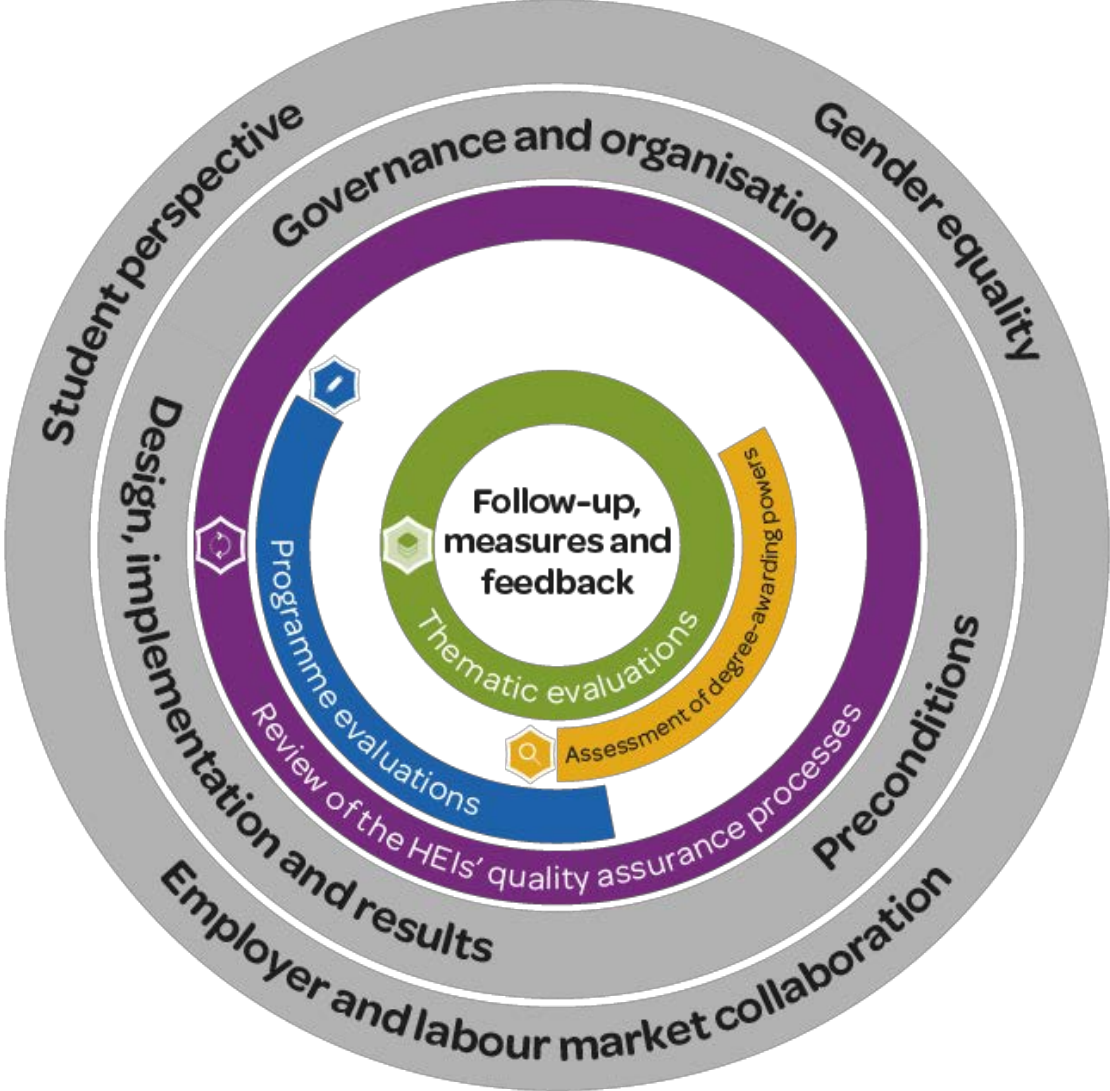 Student perspective
Gender equality
Governance and organisation
Design, implementation and results
Preconditions
Employer and labour market collaboration
Review of the HEIs’ quality assurance processes
Programme evaluations
Assessment of degree-awarding powers
Thematic evaluations
Follow-up,
measures and
feedback